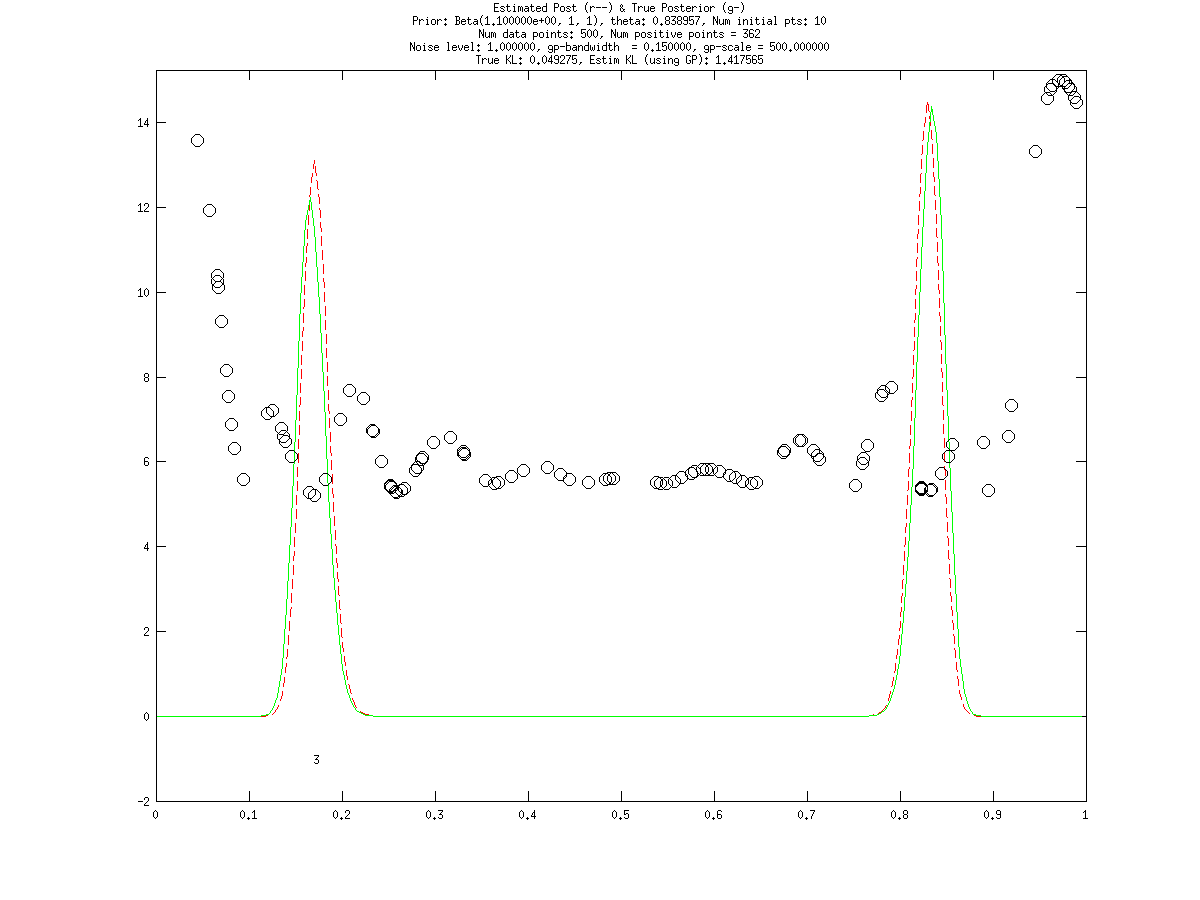 Estimated Post (r--) & True Posterior (g-)
Prior: Beta(1.100000e+00, 1, 1), theta: 0.838957, Num initial pts: 10
Num data points: 500, Num positive points = 362
Noise level: 1.000000, gp-bandwidth  = 0.150000, gp-scale = 500.000000
True KL: 0.049275, Estim KL (using GP): 1.417565
14
12
10
8
6
4
2
0
3
-2
0 0.1 0.2 0.3 0.4 0.5 0.6 0.7 0.8 0.9 1